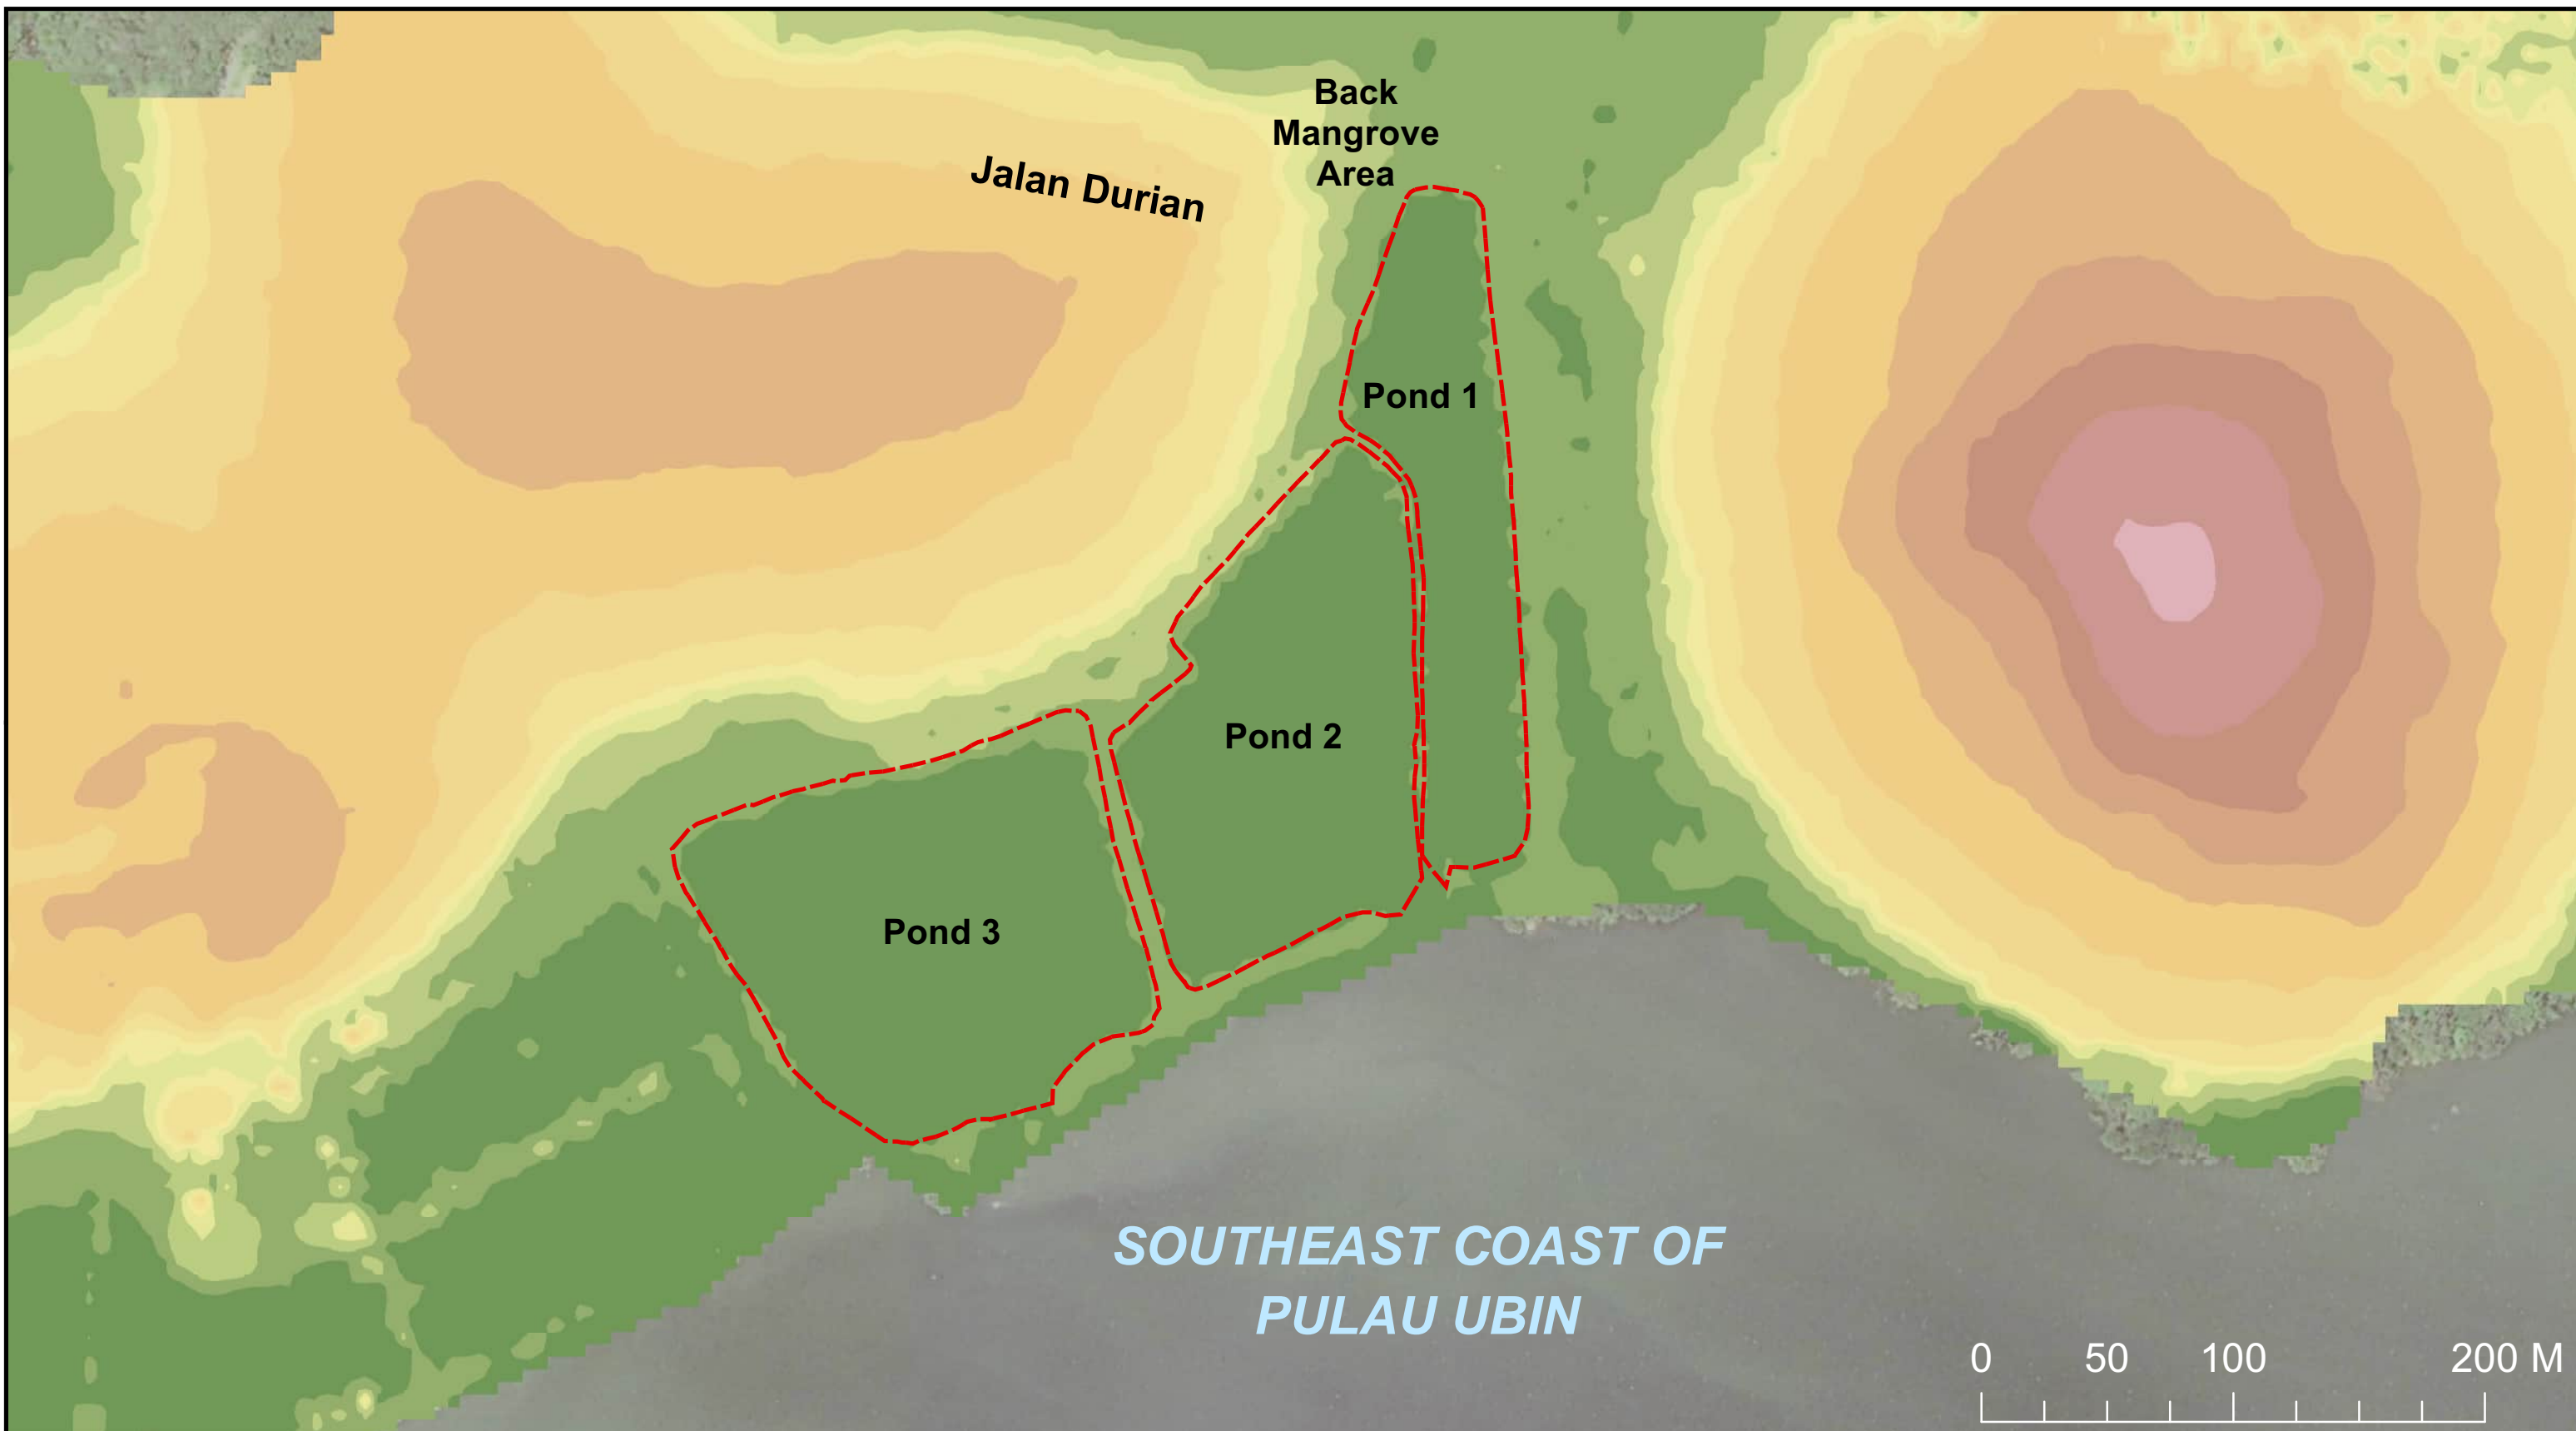 Back
Mangrove
Area
Jalan Durian
Pond 1
Pond 2
Pond 3
SOUTHEAST COAST OF
PULAU UBIN
0 50 100 200 M